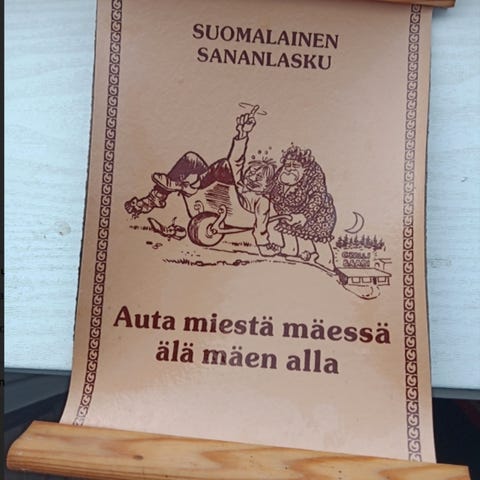 SUOMALAINEN
SANANLASKU
Auta miestä mäessä
älä mäen alla